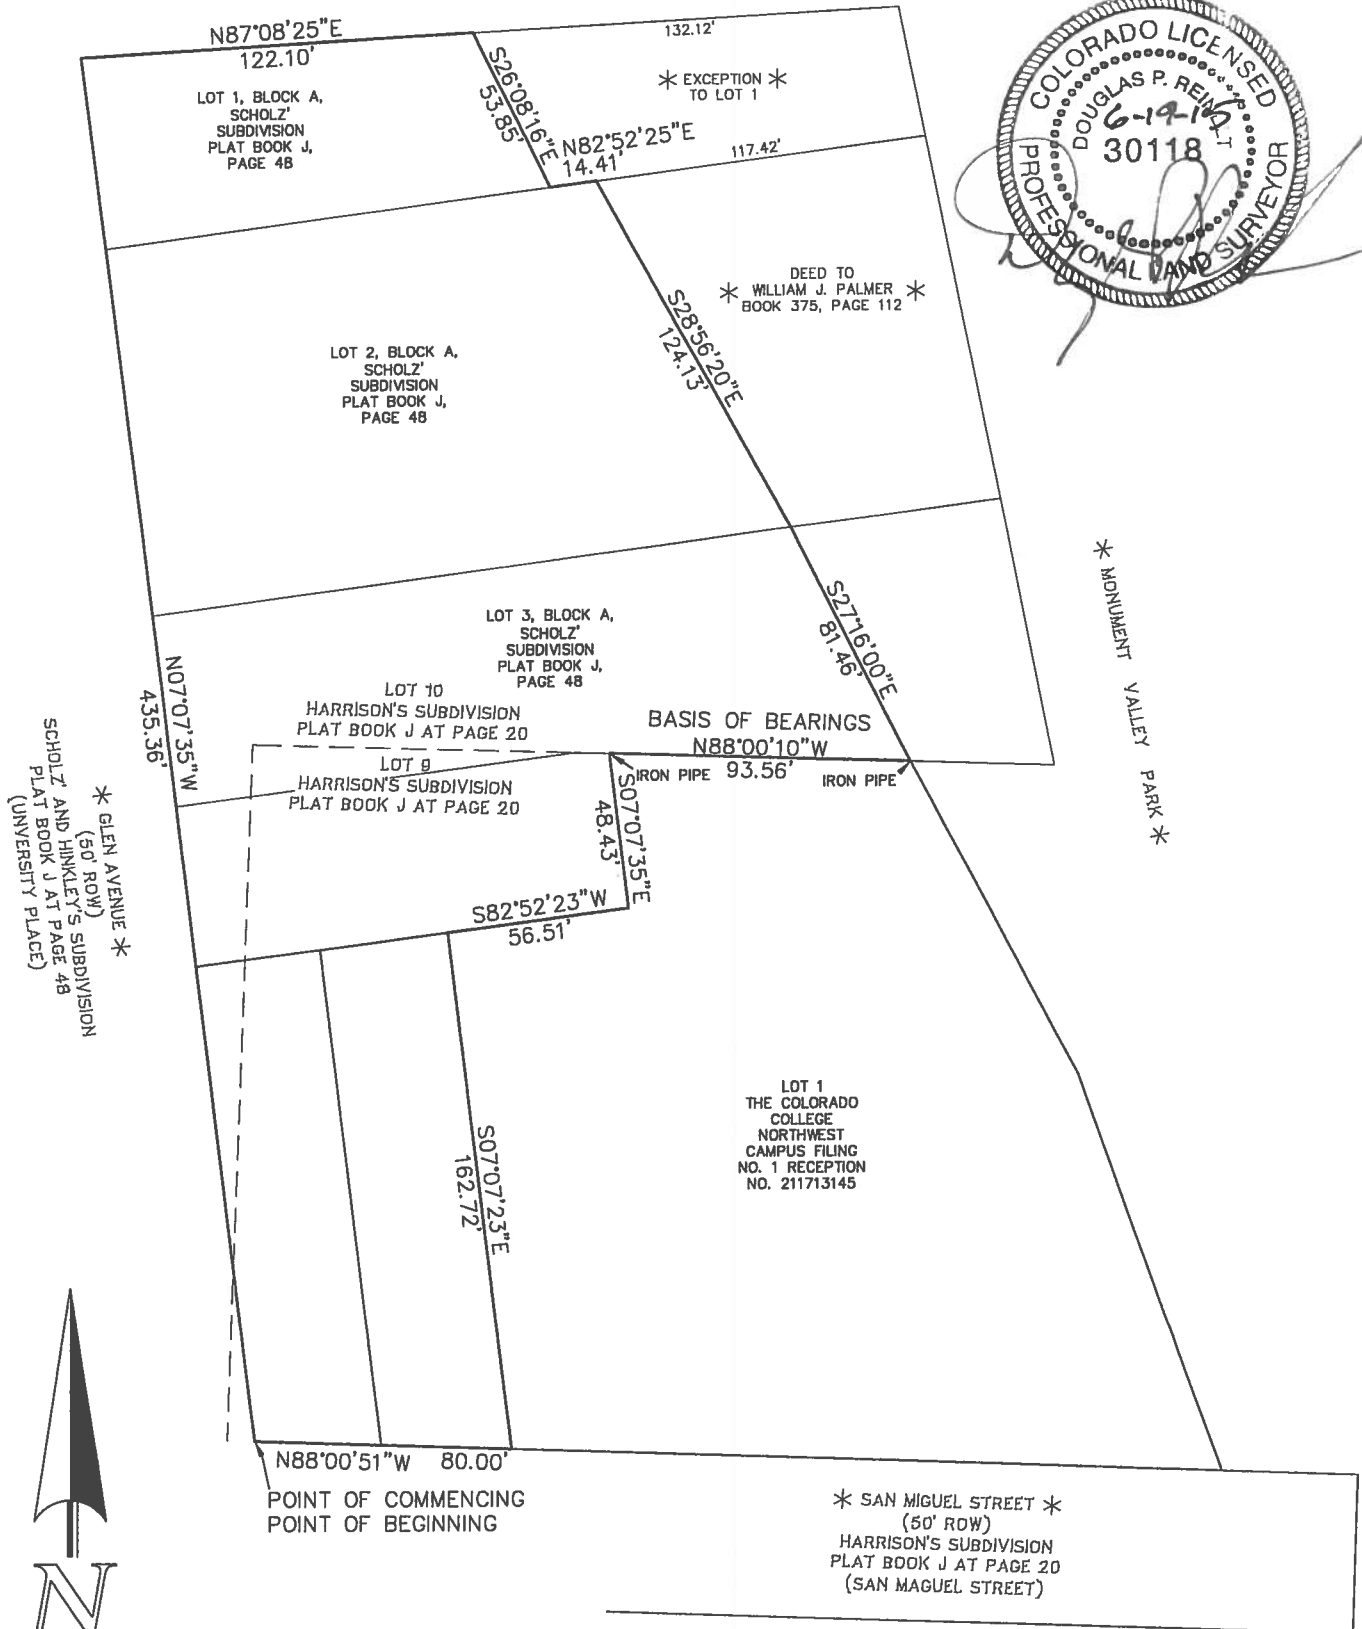 N87°08'25"E
122.10'
132.12'
S26°08'16"E
53.85'
LOT 1, BLOCK A,
SCHOLZ'
SUBDIVISION
PLAT BOOK J,
PAGE 48
* EXCEPTION *
TO LOT 1
N82°52'25"E
14.41'
117.42'
COLORADO LICENSED
DOUGLAS P. REINELT
30118
PROFESSIONAL LAND SURVEYOR
DEED TO
* WILLIAM J. PALMER *
BOOK 375, PAGE 112
S28°56'20"E
124.13'
LOT 2, BLOCK A,
SCHOLZ'
SUBDIVISION
PLAT BOOK J,
PAGE 48
* MONUMENT VALLEY PARK *
S27°16'00"E
81.46'
LOT 3, BLOCK A,
SCHOLZ'
SUBDIVISION
PLAT BOOK J,
PAGE 48
N07°07'35"W
435.36'
LOT 10
HARRISON'S SUBDIVISION
PLAT BOOK J AT PAGE 20
BASIS OF BEARINGS
N88°00'10"W
93.56'
IRON PIPE
IRON PIPE
LOT 9
HARRISON'S SUBDIVISION
PLAT BOOK J AT PAGE 20
S07°07'35"E
48.43'
* GLEN AVENUE *
(50' ROW)
SCHOLZ' AND HINKLEY'S SUBDIVISION
PLAT BOOK J AT PAGE 48
(UNVERSITY PLACE)
S82°52'23"W
56.51'
LOT 1
THE COLORADO
COLLEGE
NORTHWEST
CAMPUS FILING
NO. 1 RECEPTION
NO. 211713145
S07°07'23"E
162.72'
N88°00'51"W 80.00'
POINT OF COMMENCING
POINT OF BEGINNING
* SAN MIGUEL STREET *
(50' ROW)
HARRISON'S SUBDIVISION
PLAT BOOK J AT PAGE 20
(SAN MAGUEL STREET)
N